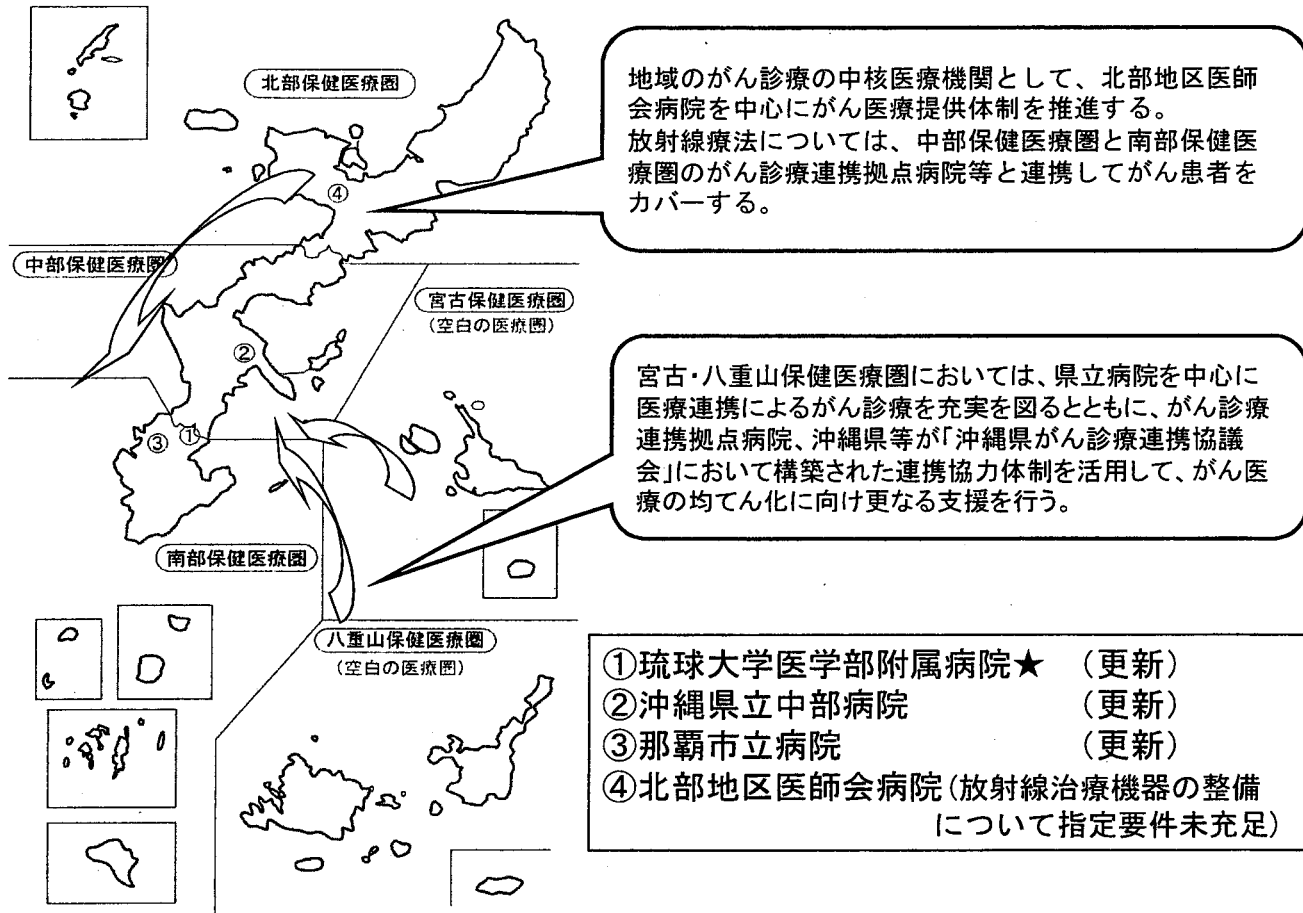 北部保健医療圏
地域のがん診療の中核医療機関として、北部地区医師
会病院を中心にがん医療提供体制を推進する。
放射線療法については、中部保健医療圏と南部保健医
療圏のがん診療連携拠点病院等と連携してがん患者を
カバーする。
④
中部保健医療圏
宮古保健医療圏
(空白の医療圏)
②
宮古・八重山保健医療圏においては、県立病院を中心に
医療連携によるがん診療を充実を図るとともに、がん診療
連携拠点病院、沖縄県等が「沖縄県がん診療連携協議
会」において構築された連携協力体制を活用して、がん医
療の均てん化に向け更なる支援を行う。
③
①
南部保健医療圏
八重山保健医療圏
(空白の医療圏)
①琉球大学医学部附属病院★ (更新)
②沖縄県立中部病院 (更新)
③那覇市立病院 (更新)
④北部地区医師会病院(放射線治療機器の整備
について指定要件未充足)